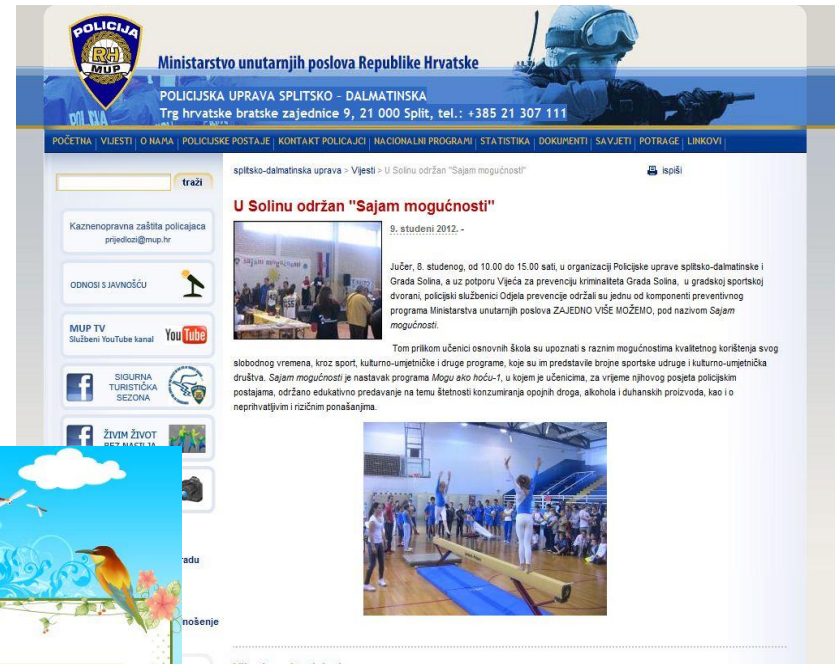 POLICIJA
RH
MUP
Ministarstvo unutarnjih poslova Republike Hrvatske
POLICIJSKA UPRAVA SPLITSKO - DALMATINSKA
Trg hrvatske bratske zajednice 9, 21 000 Split, tel.: +385 21 307 111
POČETNA | VIJESTI | O NAMA | POLICIJSKE POSTAJE | KONTAKT POLICAJCI | NACIONALNI PROGRAMI | STATISTIKA | DOKUMENTI | SAVJETI | POTRAGE | LINKOVI |
traži
splitsko-dalmatinska uprava > Vijesti > U Solinu održan "Sajam mogućnosti"
ispiši
U Solinu održan "Sajam mogućnosti"
9. studeni 2012. -
Jučer, 8. studenog, od 10.00 do 15.00 sati, u organizaciji Policijske uprave splitsko-dalmatinske i
Grada Solina, a uz potporu Vijeća za prevenciju kriminaliteta Grada Solina, u gradskoj sportskoj
dvorani, policijski službenici Odjela prevencije održali su jednu od komponenti preventivnog
programa Ministarstva unutarnjih poslova ZAJEDNO VIŠE MOŽEMO, pod nazivom Sajam
mogućnosti.
Tom prilikom učenici osnovnih škola su upoznati s raznim mogućnostima kvalitetnog korištenja svog
slobodnog vremena, kroz sport, kulturno-umjetničke i druge programe, koje su im predstavile brojne sportske udruge i kulturno-umjetnička
društva. Sajam mogućnosti je nastavak programa Mogu ako hoću-1, u kojem je učenicima, za vrijeme njihovog posjeta policijskim
postajama, održano edukativno predavanje na temu štetnosti konzumiranja opojnih droga, alkohola i duhanskih proizvoda, kao i o
neprihvatljivim i rizičnim ponašanjima.
Kaznenopravna zaštita policajaca
prijedlozi@mup.hr
ODNOSI S JAVNOŠĆU
MUP TV
Službeni YouTube kanal
YouTube
SIGURNA
TURISTIČKA
SEZONA
ŽIVIM ŽIVOT
BEZ NASILJA
radu
nošenje